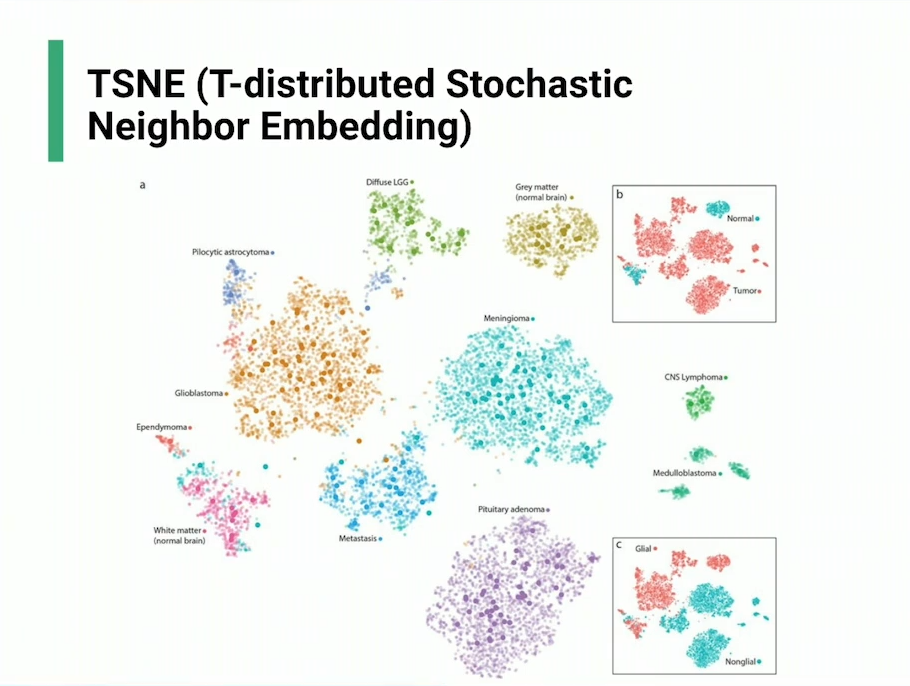 TSNE (T-distributed Stochastic
Neighbor Embedding)
a
Diffuse LGG
Grey matter
(normal brain)
b
Normal
Tumor
Pilocytic astrocytoma
Meningioma
CNS Lymphoma
Glioblastoma
Ependymoma
Medulloblastoma
White matter
(normal brain)
Metastasis
Pituitary adenoma
c
Glial
Nonglial